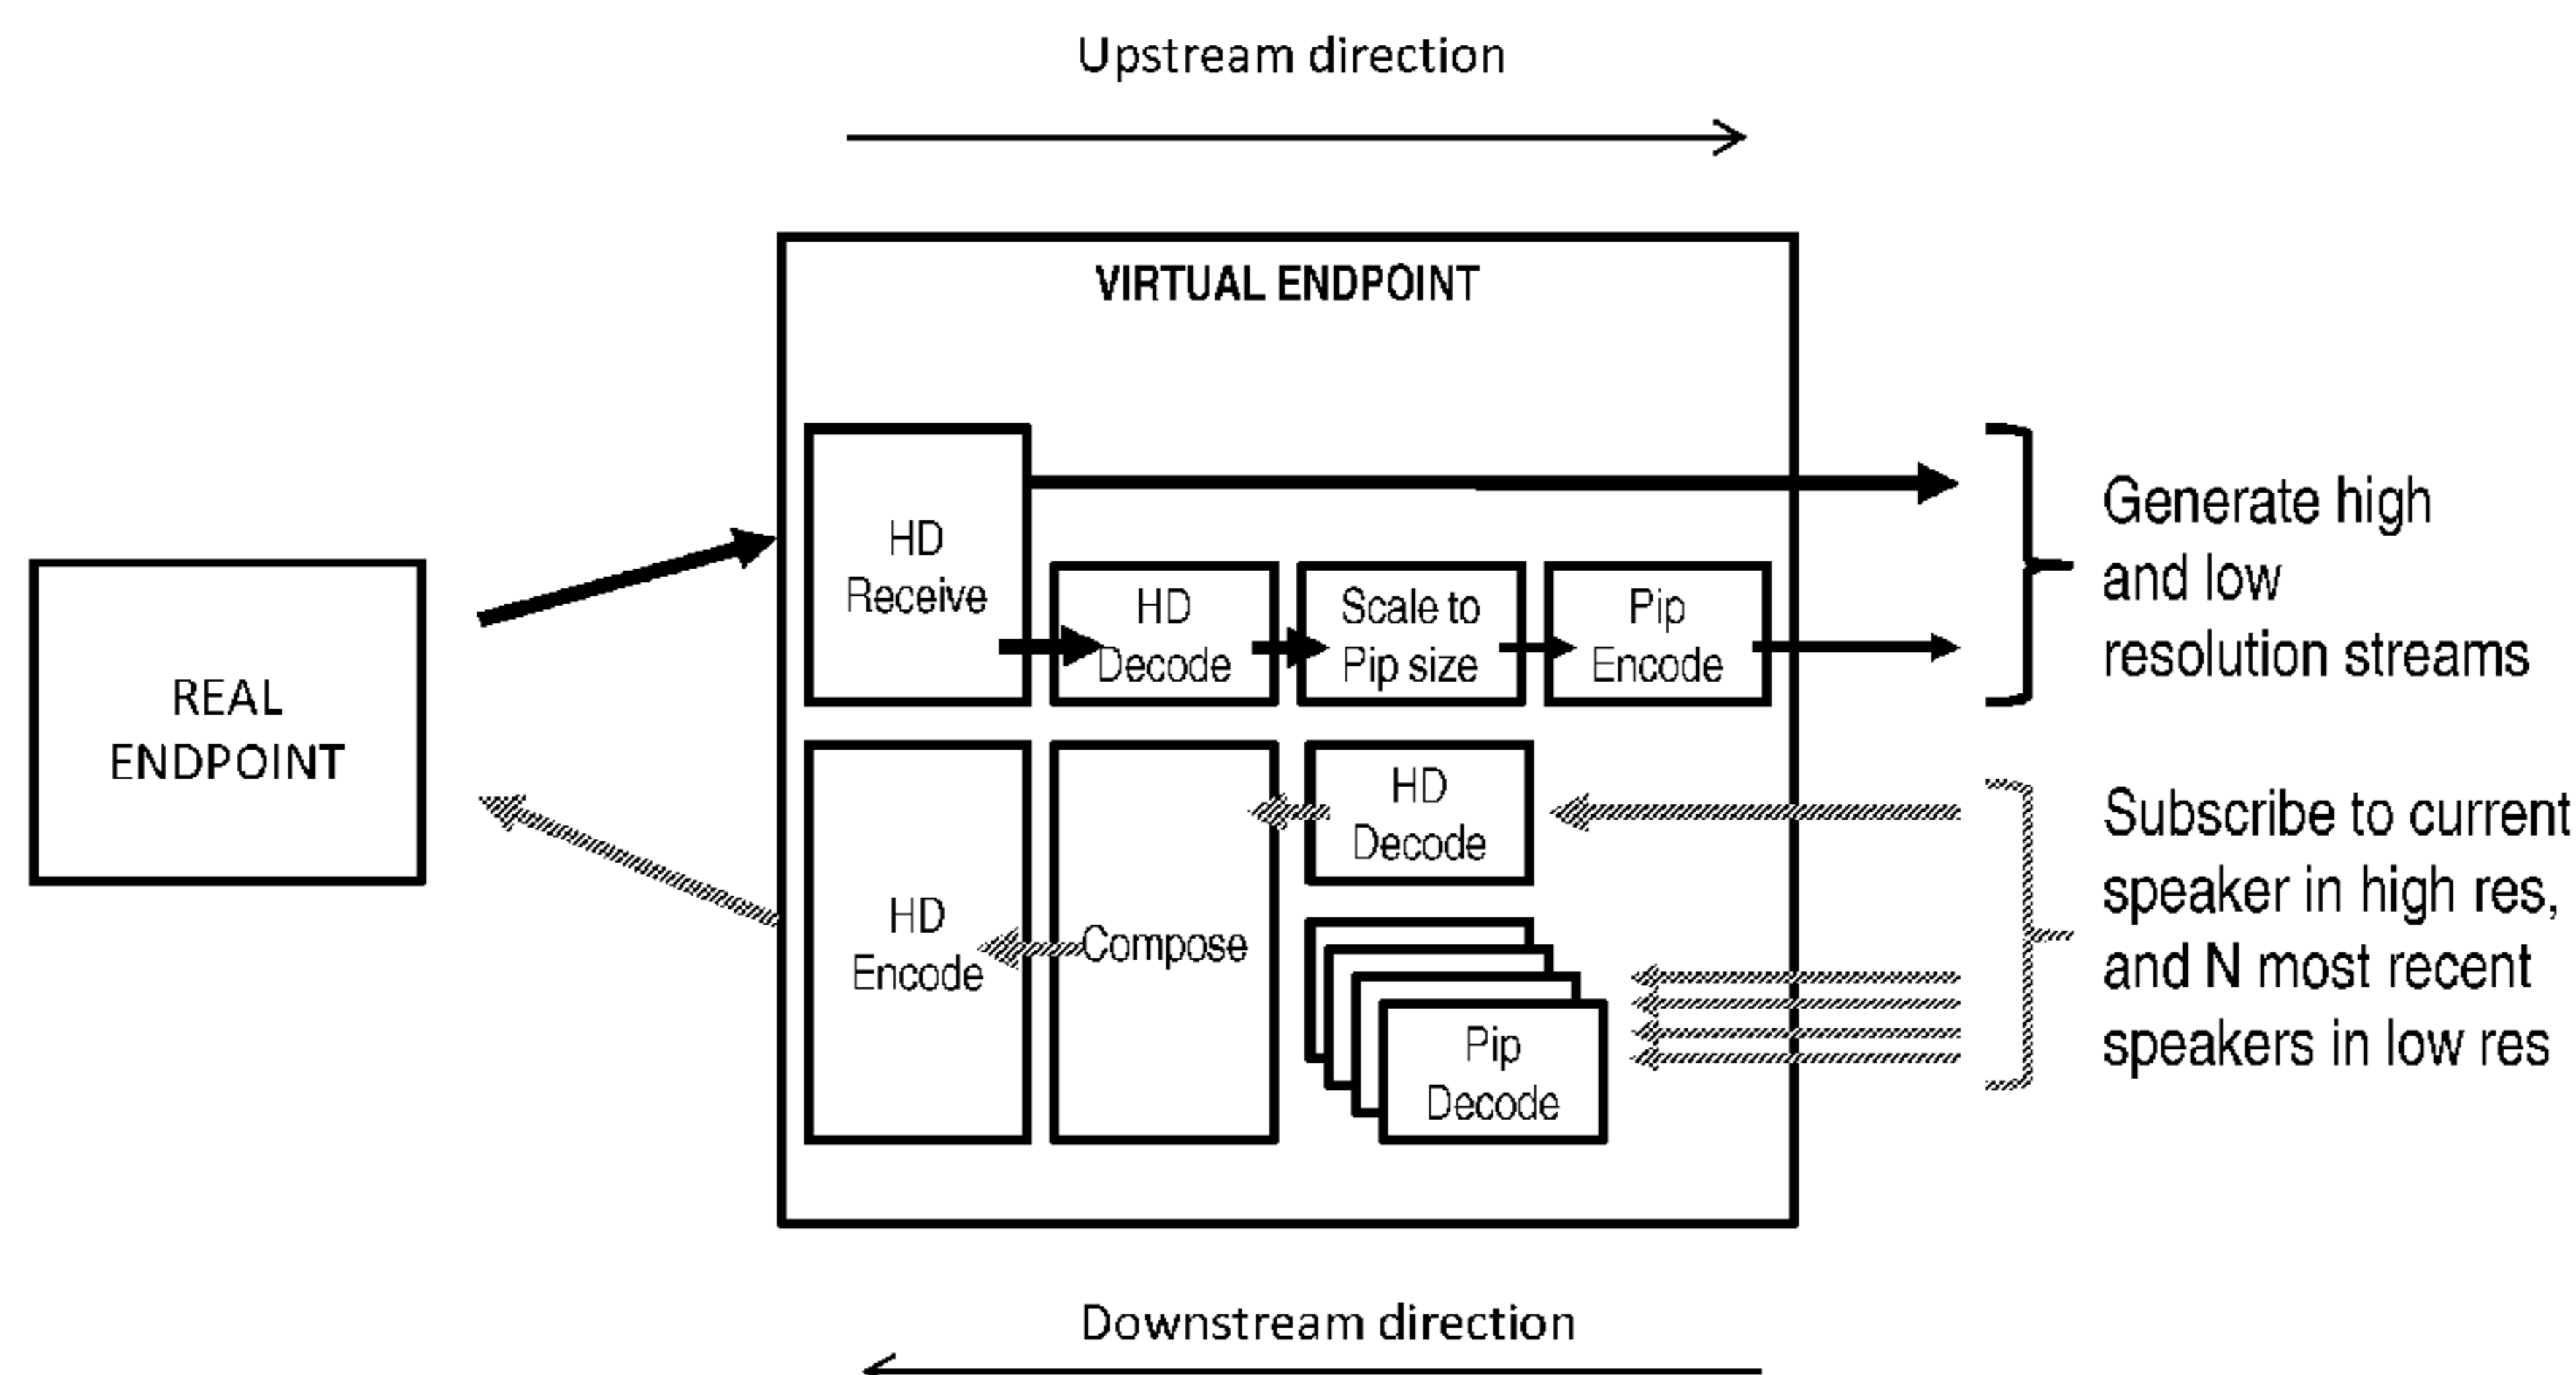 Upstream direction
VIRTUAL ENDPOINT
REAL
ENDPOINT
HD
Receive
HD
Decode
Scale to
Pip size
Pip
Encode
Generate high
and low
resolution streams
HD
Encode
Compose
HD
Decode
Pip
Decode
Subscribe to current
speaker in high res,
and N most recent
speakers in low res
Downstream direction